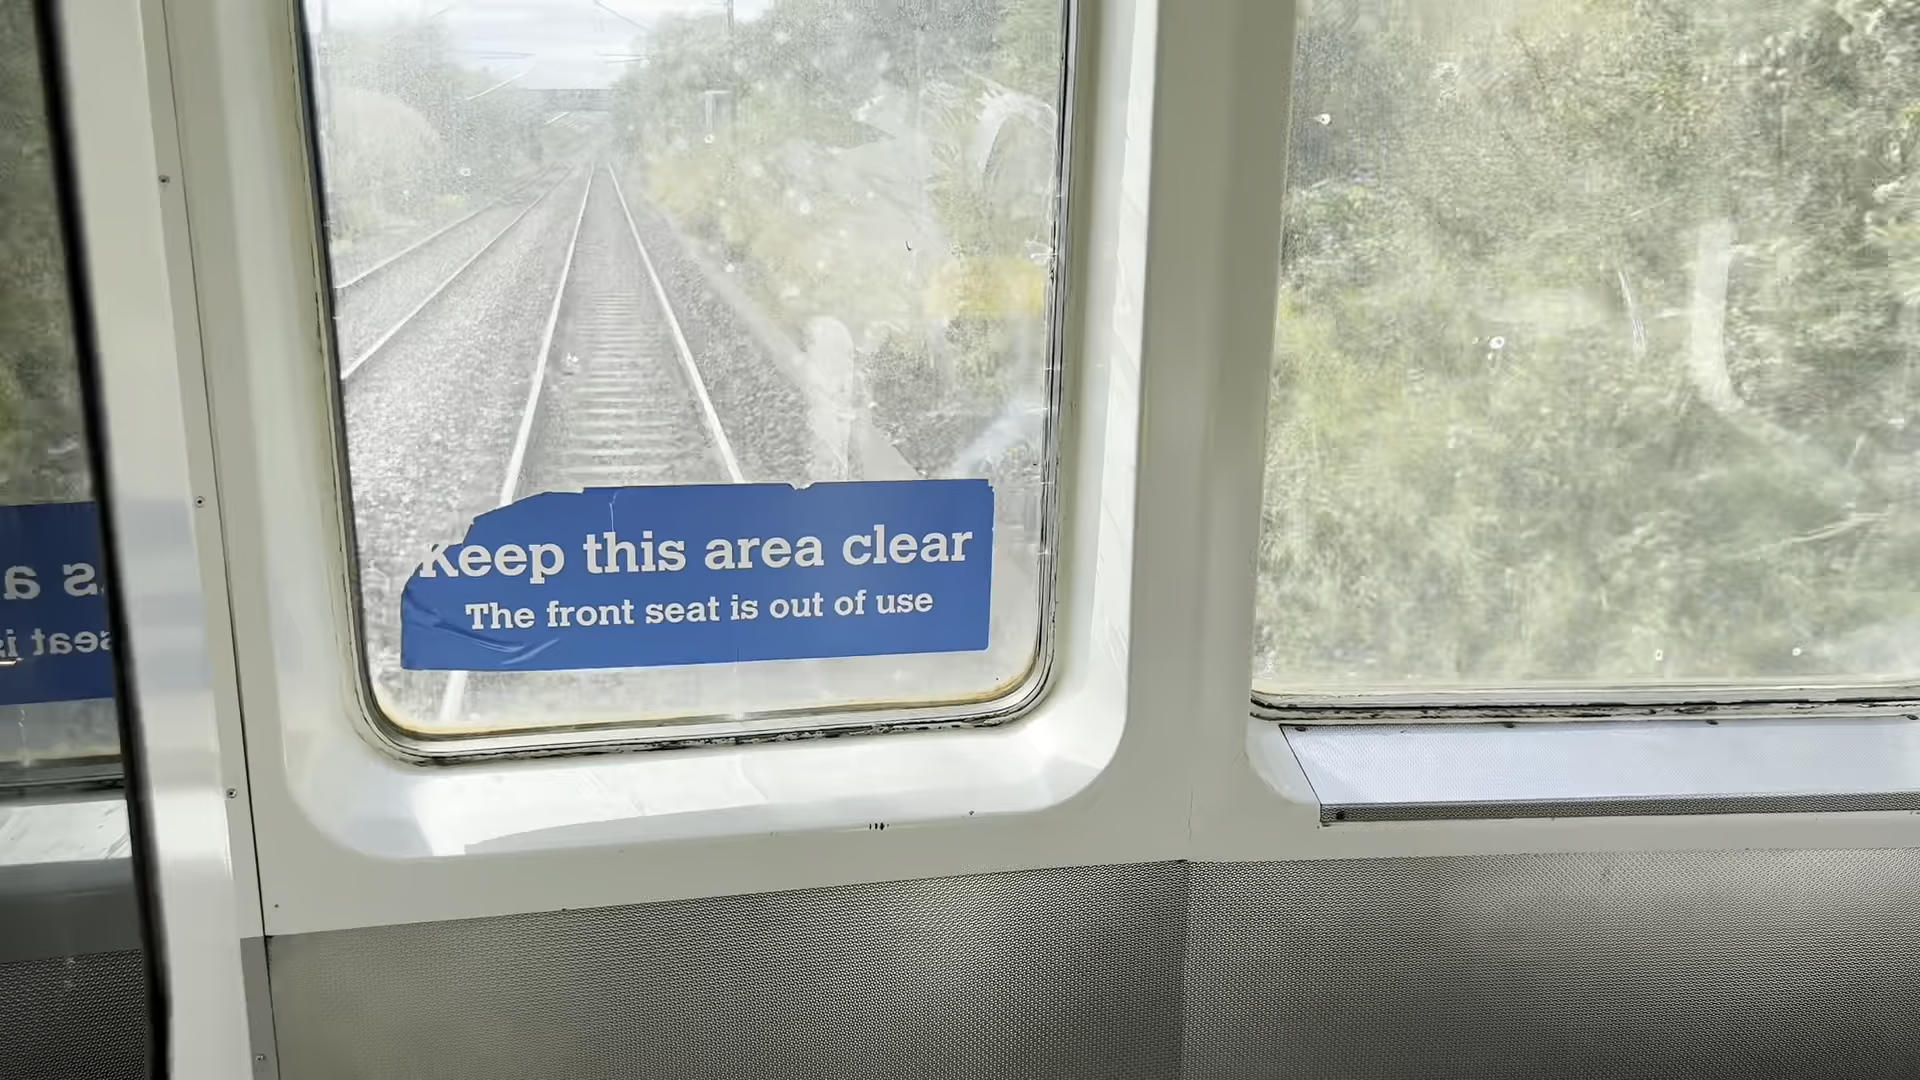 Keep this area clear
The front seat is out of use